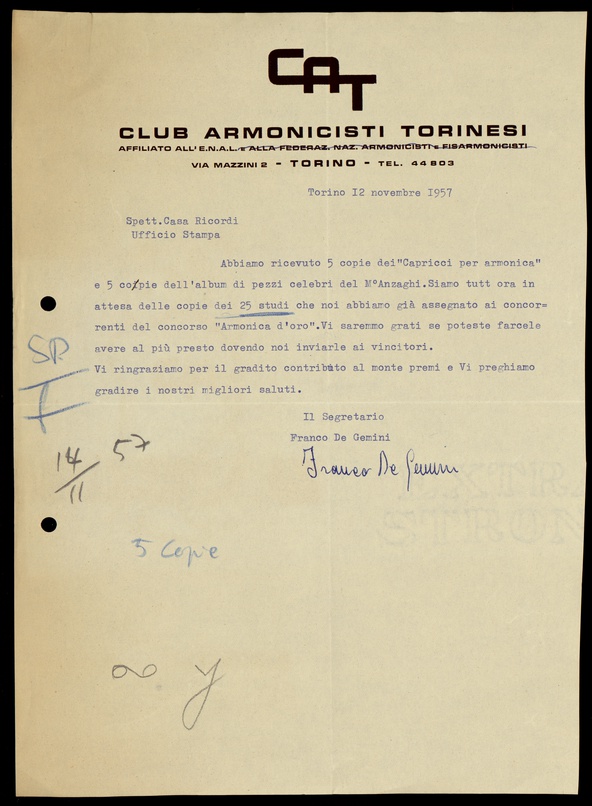 CAT
CLUB ARMONICISTI TORINESI
AFFILIATO ALL'E.N.A.L. e ALLA FEDERAZ. NAZ. ARMONICISTI e FISARMONICISTI
VIA MAZZINI 2 - TORINO - TEL. 44803
Torino 12 novembre 1957
Spett.Casa Ricordi
Ufficio Stampa
Abbiamo ricevuto 5 copie dei"Capricci per armonica"
e 5 copie dell'album di pezzi celebri del M°Anzaghi.Siamo tutt ora in
attesa delle copie dei 25 studi che noi abbiamo già assegnato ai concor=
renti del concorso "Armonica d'oro".Vi saremmo grati se poteste farcele
avere al più presto dovendo noi inviarle ai vincitori.
Vi ringraziamo per il gradito contributo al monte premi e Vi preghiamo
gradire i nostri migliori saluti.
Il Segretario
Franco De Gemini
Franco De Gemini
SP
I
14/11 57
5 Copie
EXTRA
STRON